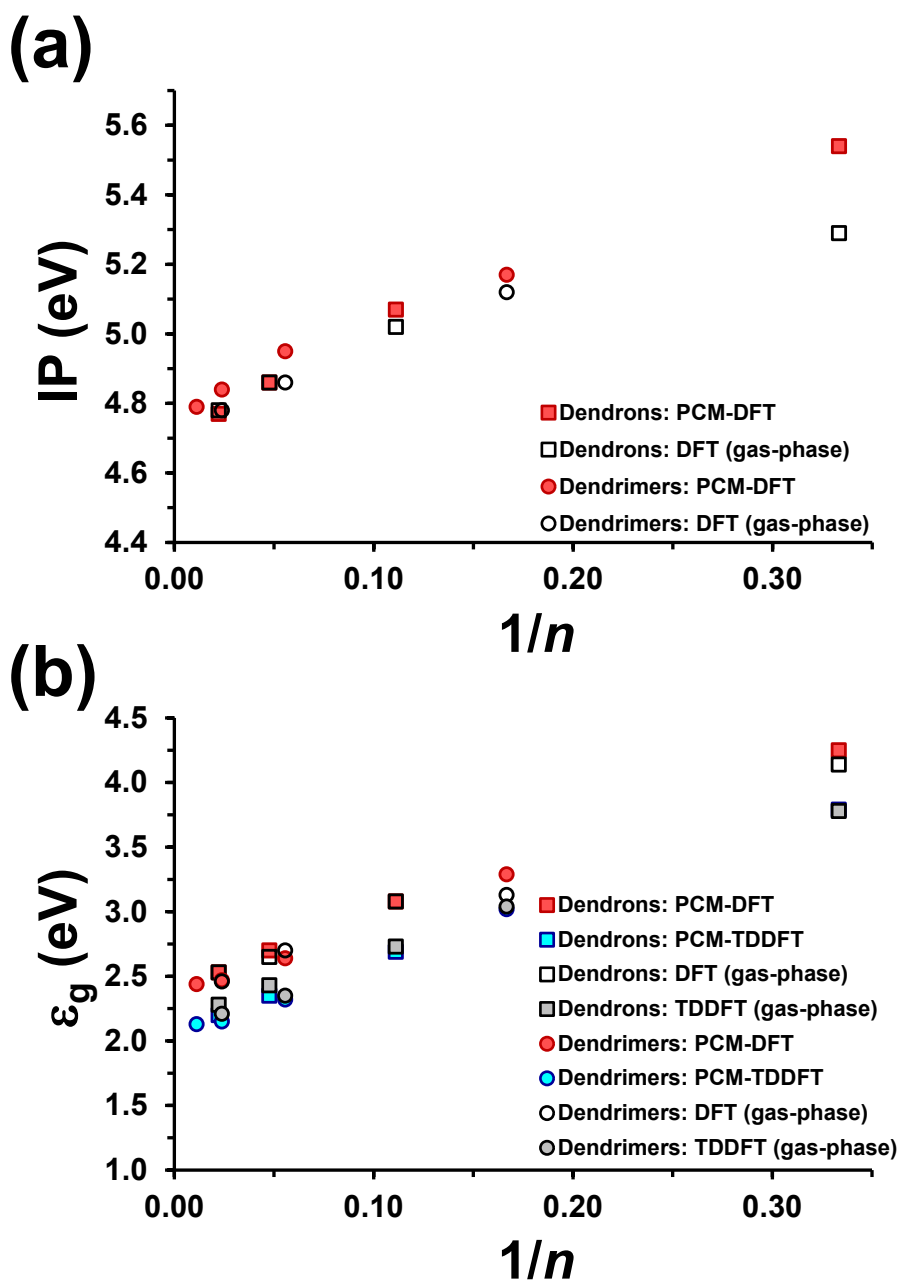 (a)
5.6
5.4
5.2
5.0
4.8
4.6
4.4
IP (eV)
Dendrons: PCM-DFT
Dendrons: DFT (gas-phase)
Dendrimers: PCM-DFT
Dendrimers: DFT (gas-phase)
0.00 0.10 0.20 0.30
1/n
(b)
4.5
4.0
3.5
3.0
2.5
2.0
1.5
1.0
εg (eV)
Dendrons: PCM-DFT
Dendrons: PCM-TDDFT
Dendrons: DFT (gas-phase)
Dendrons: TDDFT (gas-phase)
Dendrimers: PCM-DFT
Dendrimers: PCM-TDDFT
Dendrimers: DFT (gas-phase)
Dendrimers: TDDFT (gas-phase)
0.00 0.10 0.20 0.30
1/n